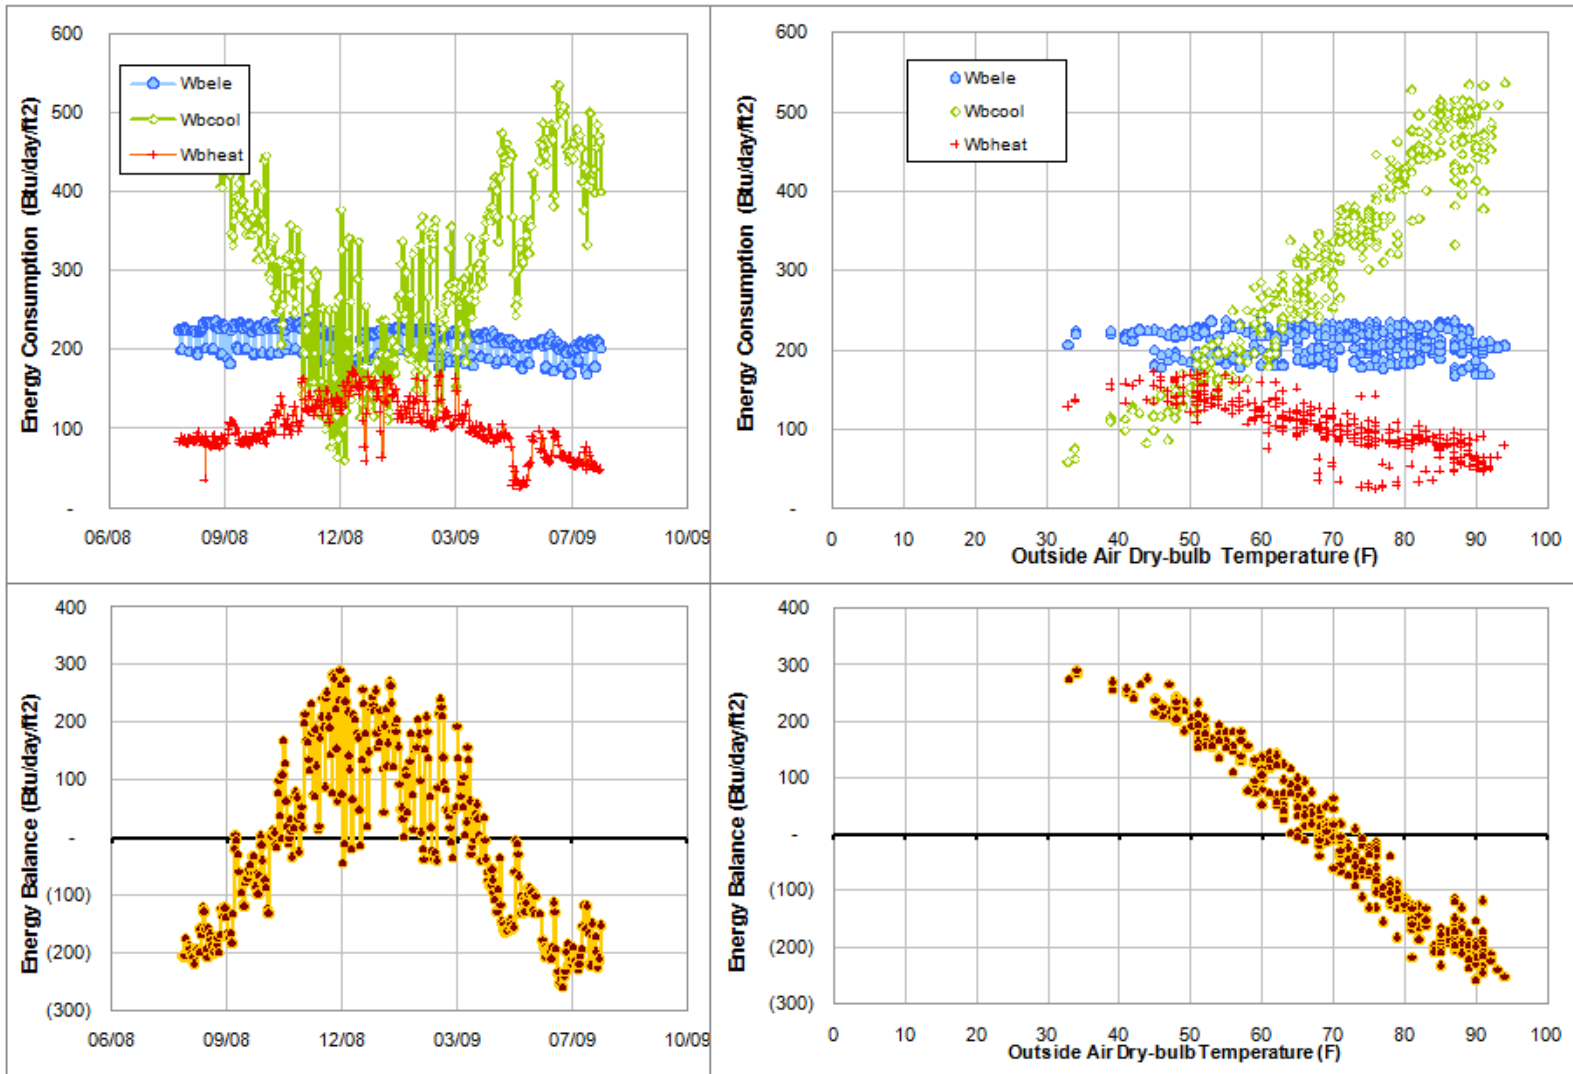 600
500
400
300
200
100
-
Energy Consumption (Btu/day/ft2)
Wbele
Wbcool
Wbheat
06/08 09/08 12/08 03/09 07/09 10/09
600
500
400
300
200
100
-
Energy Consumption (Btu/day/ft2)
Wbele
Wbcool
Wbheat
0 10 20 30 40 50 60 70 80 90 100
Outside Air Dry-bulb Temperature (F)
400
300
200
100
-
(100)
(200)
(300)
Energy Balance (Btu/day/ft2)
06/08 09/08 12/08 03/09 07/09 10/09
400
300
200
100
-
(100)
(200)
(300)
Energy Balance (Btu/day/ft2)
0 10 20 30 40 50 60 70 80 90 100
Outside Air Dry-bulb Temperature (F)